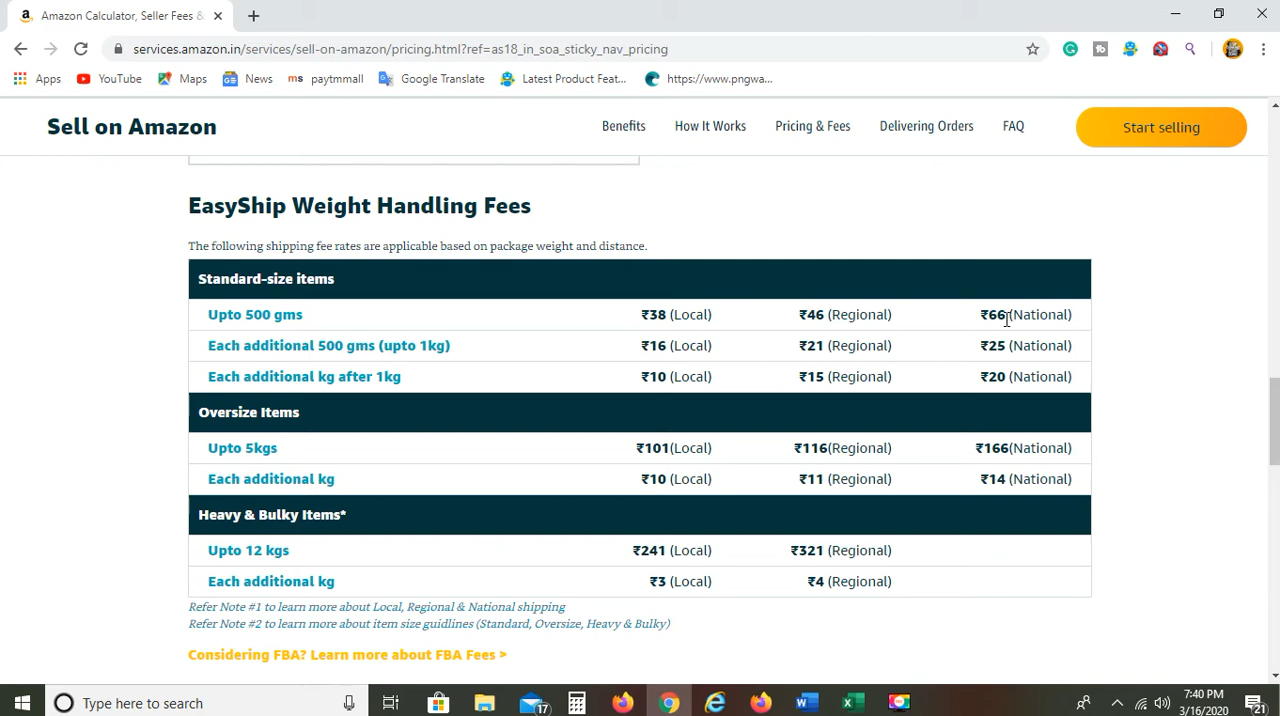 Amazon Calculator, Seller Fees &
services.amazon.in/services/sell-on-amazon/pricing.html?ref=as18_in_soa_sticky_nav_pricing
Apps YouTube Maps News ms paytmmall Google Translate Latest Product Feat... https://www.pngwa...
Sell on Amazon Benefits How It Works Pricing & Fees Delivering Orders FAQ Start selling
EasyShip Weight Handling Fees
The following shipping fee rates are applicable based on package weight and distance.
Standard-size items
Upto 500 gms ₹38 (Local) ₹46 (Regional) ₹66 (National)
Each additional 500 gms (upto 1kg) ₹16 (Local) ₹21 (Regional) ₹25 (National)
Each additional kg after 1kg ₹10 (Local) ₹15 (Regional) ₹20 (National)
Oversize Items
Upto 5kgs ₹101(Local) ₹116(Regional) ₹166(National)
Each additional kg ₹10 (Local) ₹11 (Regional) ₹14 (National)
Heavy & Bulky Items*
Upto 12 kgs ₹241 (Local) ₹321 (Regional)
Each additional kg ₹3 (Local) ₹4 (Regional)
Refer Note #1 to learn more about Local, Regional & National shipping
Refer Note #2 to learn more about item size guidlines (Standard, Oversize, Heavy & Bulky)
Considering FBA? Learn more about FBA Fees >
Type here to search 17 7:40 PM
3/16/2020 21